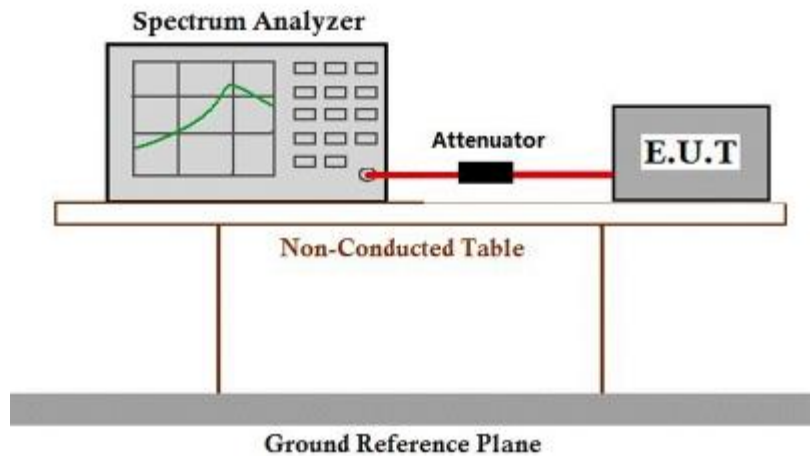 Spectrum Analyzer
Attenuator
E.U.T
Non-Conducted Table
Ground Reference Plane